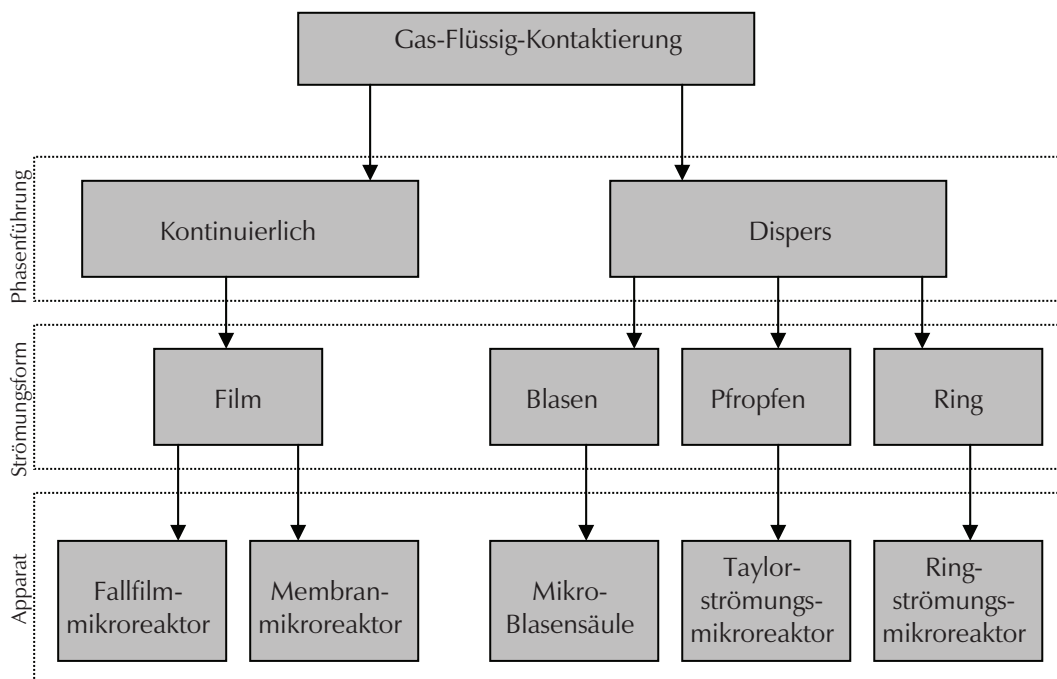 Gas-Flüssig-Kontaktierung
Phasenführung
Kontinuierlich
Dispers
Strömungsform
Film
Blasen
Pfropfen
Ring
Apparat
Fallfilm-
mikroreaktor
Membran-
mikroreaktor
Mikro-
Blasensäule
Taylor-
strömungs-
mikroreaktor
Ring-
strömungs-
mikroreaktor